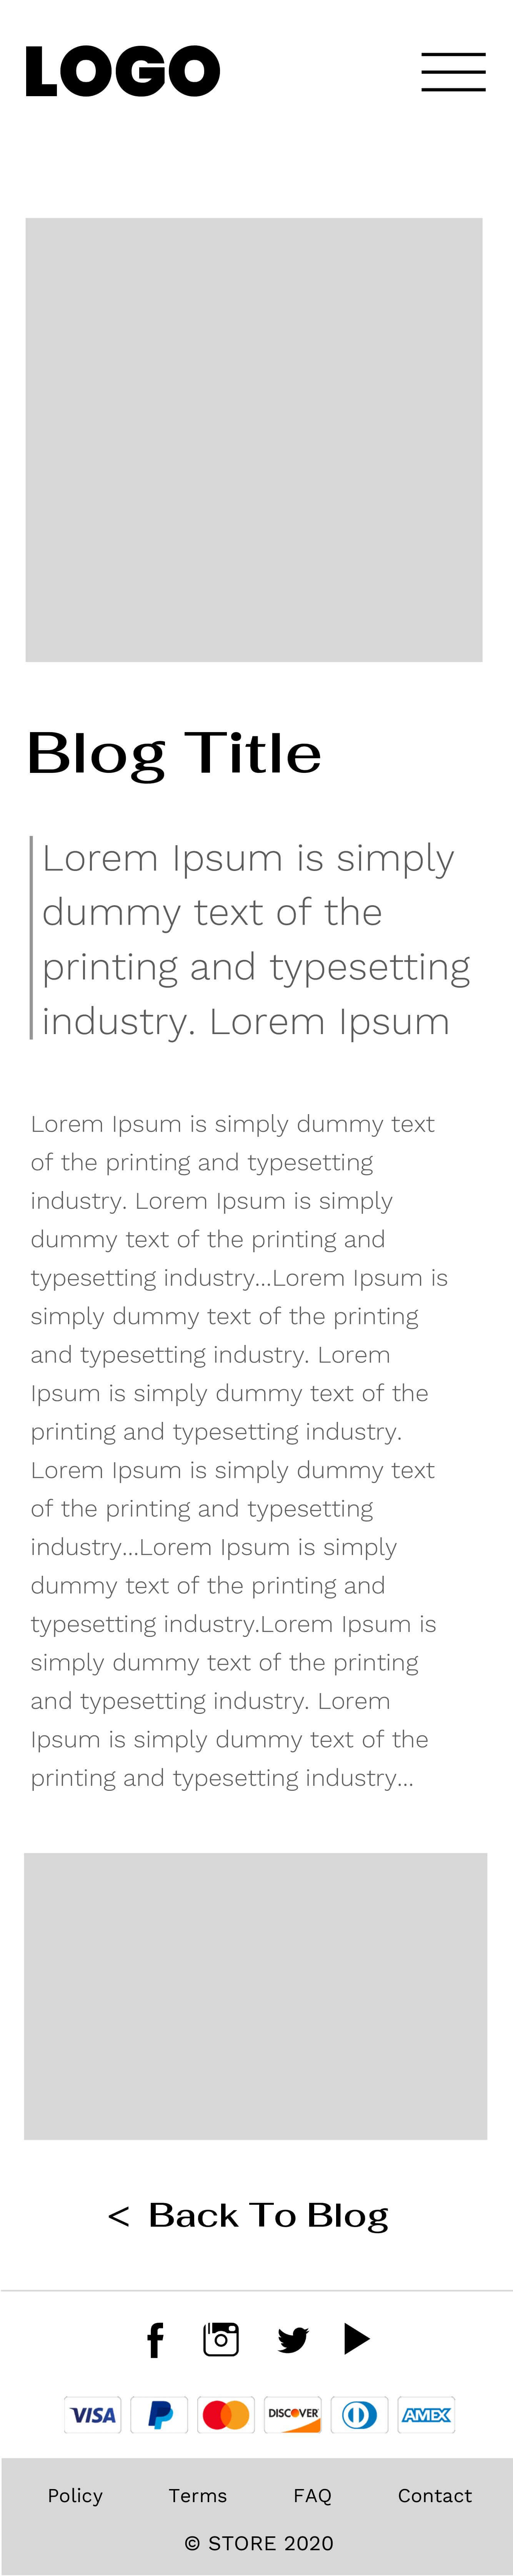 LOGO
Blog Title
Lorem Ipsum is simply
dummy text of the
printing and typesetting
industry. Lorem Ipsum
Lorem Ipsum is simply dummy text
of the printing and typesetting
industry. Lorem Ipsum is simply
dummy text of the printing and
typesetting industry...Lorem Ipsum is
simply dummy text of the printing
and typesetting industry. Lorem
Ipsum is simply dummy text of the
printing and typesetting industry.
Lorem Ipsum is simply dummy text
of the printing and typesetting
industry...Lorem Ipsum is simply
dummy text of the printing and
typesetting industry.Lorem Ipsum is
simply dummy text of the printing
and typesetting industry. Lorem
Ipsum is simply dummy text of the
printing and typesetting industry...
< Back To Blog
VISA DISCOVER AMEX
Policy Terms FAQ Contact
© STORE 2020